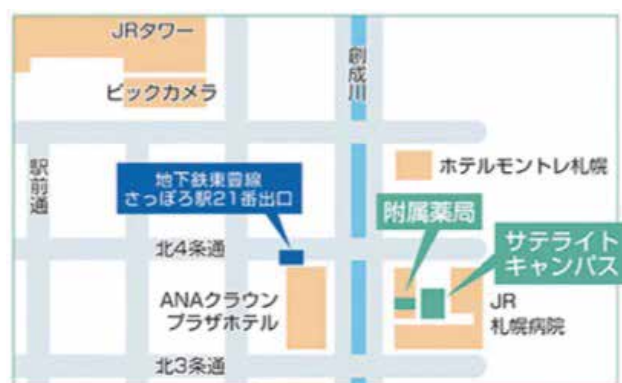 JRタワー
ビックカメラ
創成川
駅前通
地下鉄東豊線
さっぽろ駅21番出口
ホテルモントレ札幌
附属薬局
サテライト
キャンパス
北4条通
ANAクラウン
プラザホテル
JR
札幌病院
北3条通